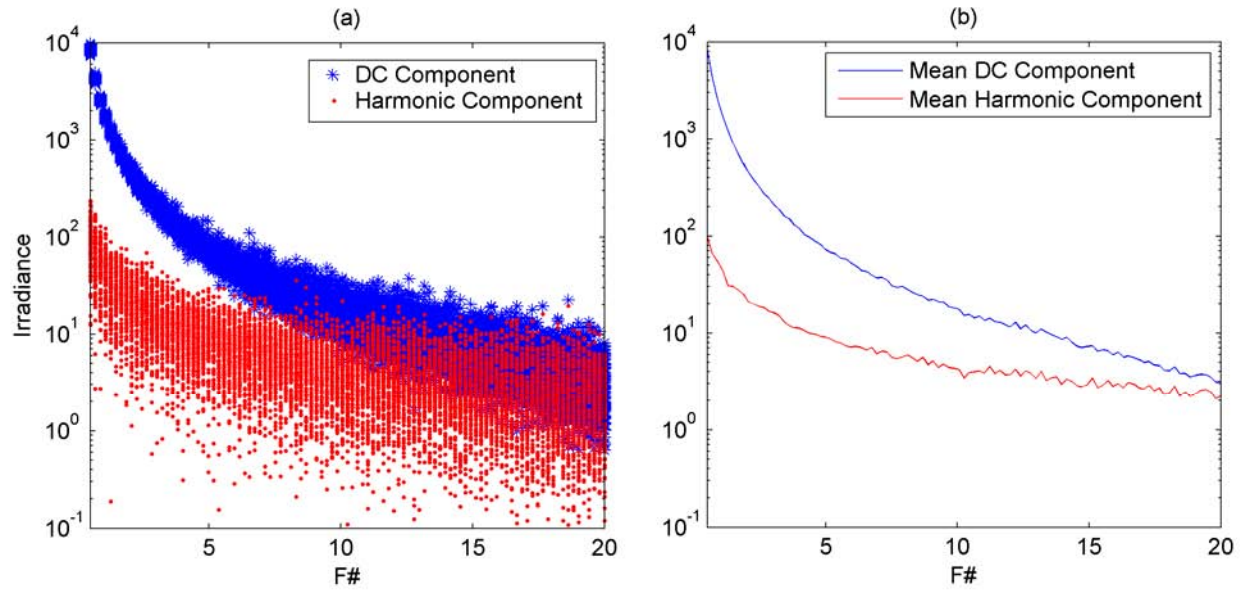 (a)
10^4
10^3
10^2
10^1
10^0
10^-1
Irradiance
DC Component
Harmonic Component
5
10
15
20
F#
(b)
10^4
10^3
10^2
10^1
10^0
10^-1
Mean DC Component
Mean Harmonic Component
5
10
15
20
F#